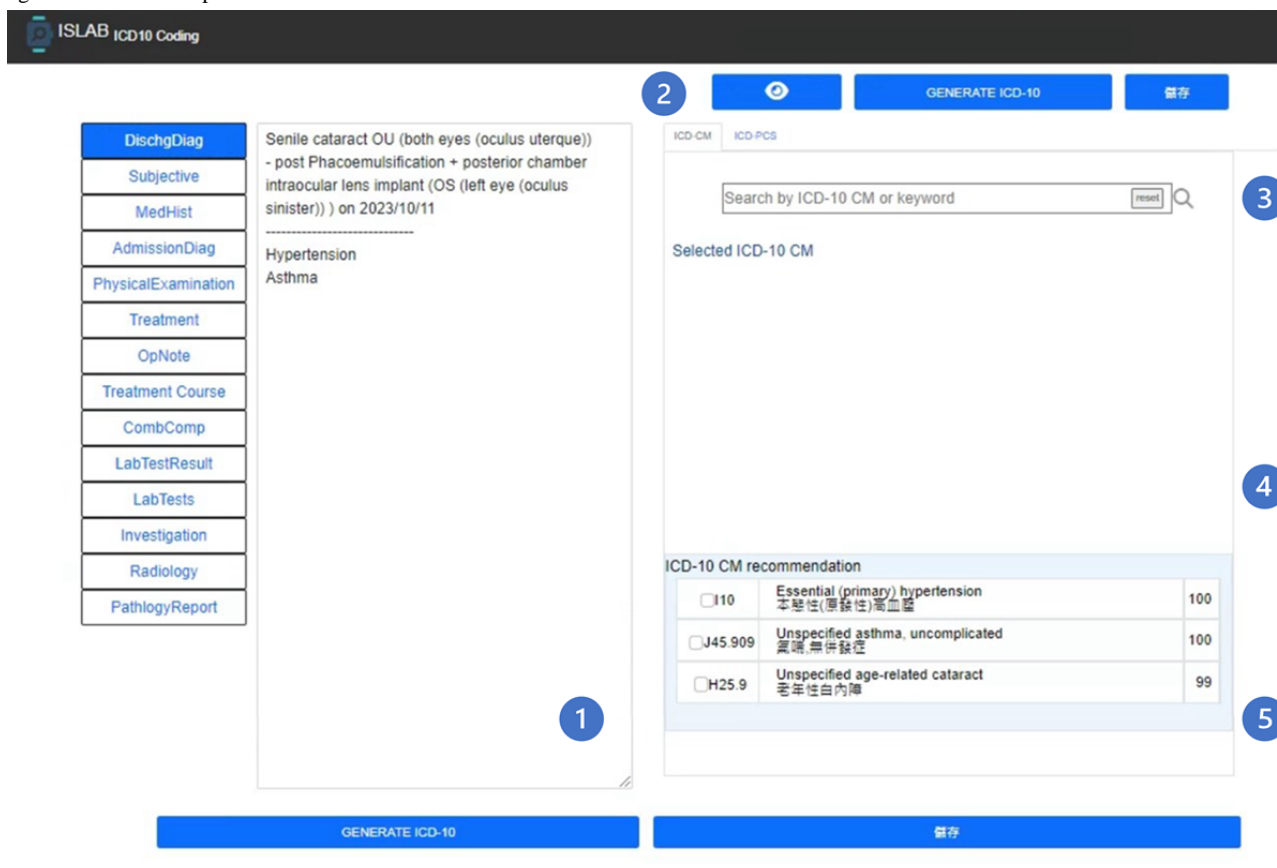 ISLAB ICD10 Coding
2
GENERATE ICD-10
儲存
DischgDiag
Subjective
MedHist
AdmissionDiag
PhysicalExamination
Treatment
OpNote
Treatment Course
CombComp
LabTestResult
LabTests
Investigation
Radiology
PathlogyReport
Senile cataract OU (both eyes (oculus uterque))
- post Phacoemulsification + posterior chamber
intraocular lens implant (OS (left eye (oculus
sinister)) ) on 2023/10/11
----------------------------
Hypertension
Asthma
1
ICD-CM ICD-PCS
Search by ICD-10 CM or keyword reset
3
Selected ICD-10 CM
4
ICD-10 CM recommendation
I10 Essential (primary) hypertension 100
本態性(原發性)高血壓
J45.909 Unspecified asthma, uncomplicated 100
氣喘,無併發症
H25.9 Unspecified age-related cataract 99
老年性白內障
5
GENERATE ICD-10
儲存